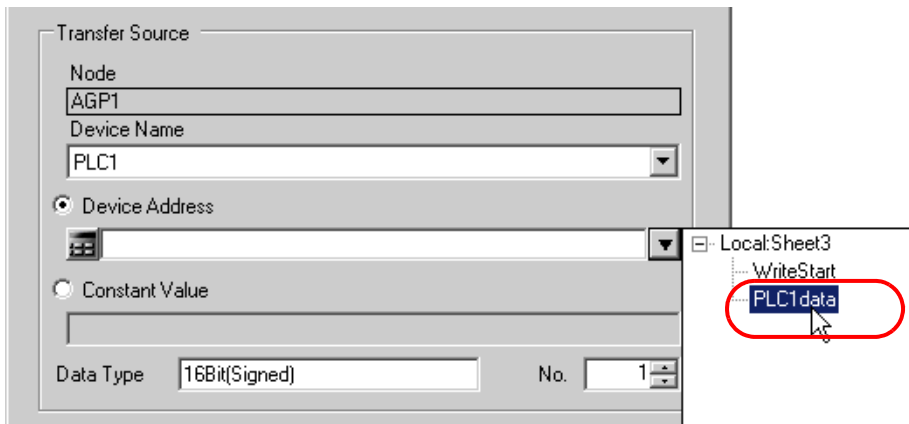 Transfer Source
Node
AGP1
Device Name
PLC1
Device Address
Local:Sheet3
WriteStart
PLC1data
Constant Value
Data Type 16Bit(Signed) No. 1